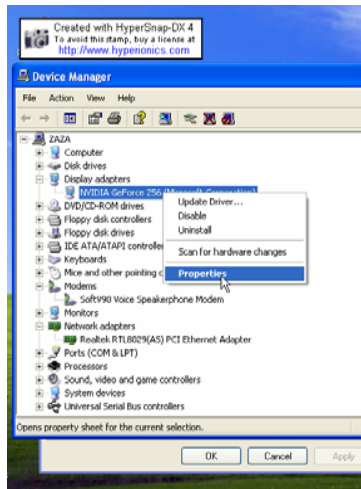 Created with HyperSnap-DX 4
To avoid this stamp, buy a license at
http://www.hyperionics.com
Device Manager
File Action View Help
ZAZA
Computer
Disk drives
Display adapters
NVIDIA GeForce 256 (Microsoft Corporation)
DVD/CD-ROM drives
Floppy disk controllers
Floppy disk drives
IDE ATA/ATAPI controlle
Keyboards
Mice and other pointing
Modems
SoftV90 Voice Speakerphone Modem
Monitors
Network adapters
Realtek RTL8029(AS) PCI Ethernet Adapter
Ports (COM & LPT)
Processors
Sound, video and game controllers
System devices
Universal Serial Bus controllers
Update Driver...
Disable
Uninstall
Scan for hardware changes
Properties
Opens property sheet for the current selection.
OK Cancel Apply